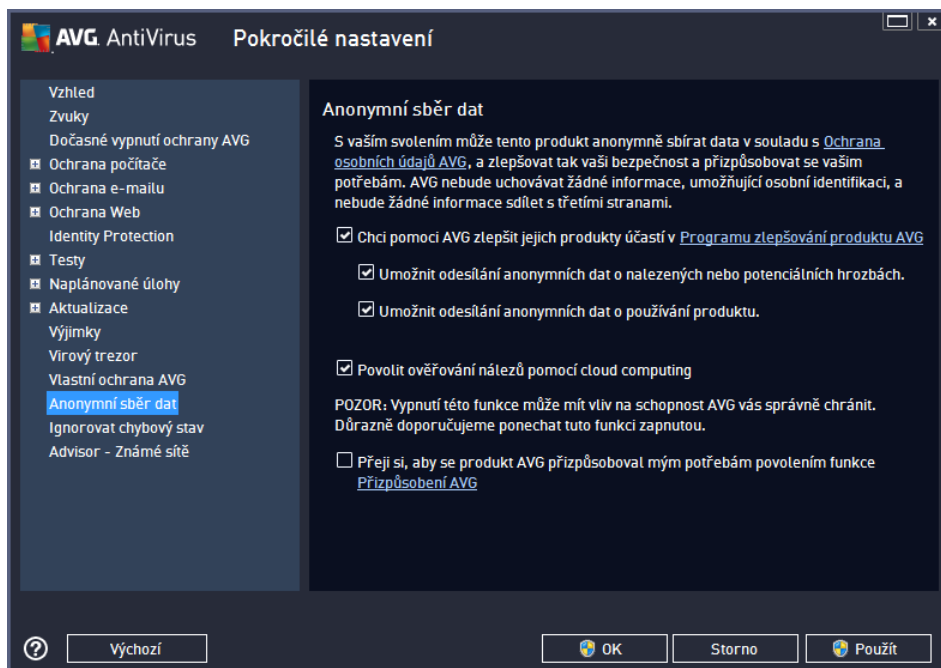 AVG AntiVirus Pokročilé nastavení
Vzhled
Zvuky
Dočasné vypnutí ochrany AVG
Ochrana počítače
Ochrana e-mailu
Ochrana Web
Identity Protection
Testy
Naplánované úlohy
Aktualizace
Výjimky
Virový trezor
Vlastní ochrana AVG
Anonymní sběr dat
Ignorovat chybový stav
Advisor - Známé sítě
Anonymní sběr dat
S vaším svolením může tento produkt anonymně sbírat data v souladu s Ochrana
osobních údajů AVG, a zlepšovat tak vaši bezpečnost a přizpůsobovat se vašim
potřebám. AVG nebude uchovávat žádné informace, umožňující osobní identifikaci, a
nebude žádné informace sdílet s třetími stranami.
Chci pomoci AVG zlepšit jejich produkty účastí v Programu zlepšování produktu AVG
Umožnit odesílání anonymních dat o nalezených nebo potenciálních hrozbách.
Umožnit odesílání anonymních dat o používání produktu.
Povolit ověřování nálezů pomocí cloud computing
POZOR: Vypnutí této funkce může mít vliv na schopnost AVG vás správně chránit.
Důrazně doporučujeme ponechat tuto funkci zapnutou.
Přeji si, aby se produkt AVG přizpůsoboval mým potřebám povolením funkce
Přizpůsobení AVG
Výchozí
OK
Storno
Použít